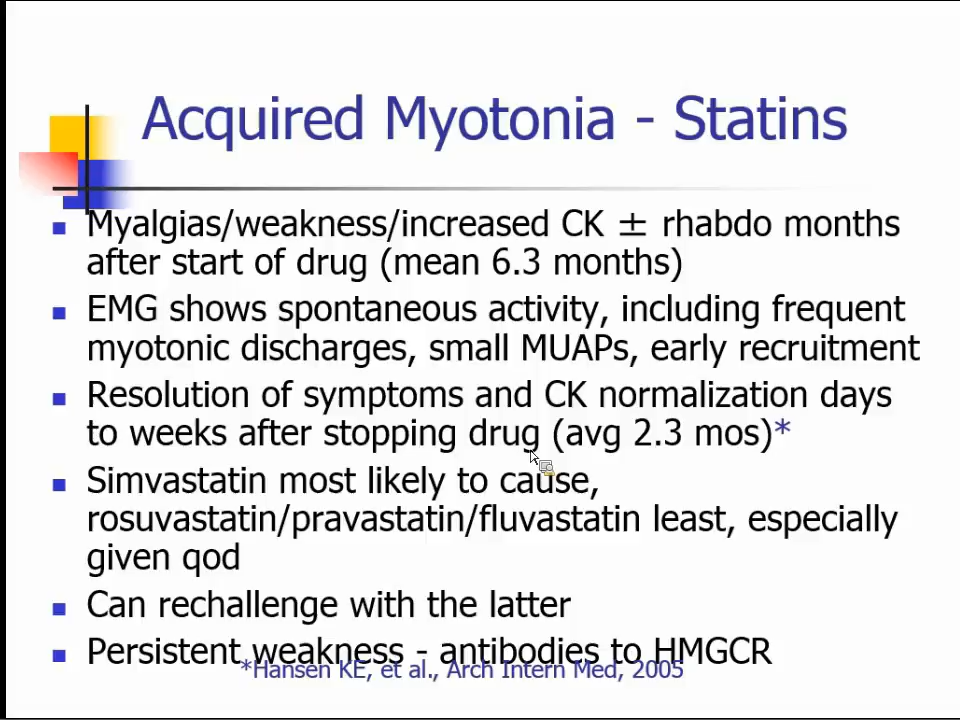 Acquired Myotonia - Statins
Myalgias/weakness/increased CK ± rhabdo months
after start of drug (mean 6.3 months)
EMG shows spontaneous activity, including frequent
myotonic discharges, small MUAPs, early recruitment
Resolution of symptoms and CK normalization days
to weeks after stopping drug (avg 2.3 mos)*
Simvastatin most likely to cause,
rosuvastatin/pravastatin/fluvastatin least, especially
given qod
Can rechallenge with the latter
Persistent weakness - antibodies to HMGCR
*Hansen KE, et al., Arch Intern Med, 2005